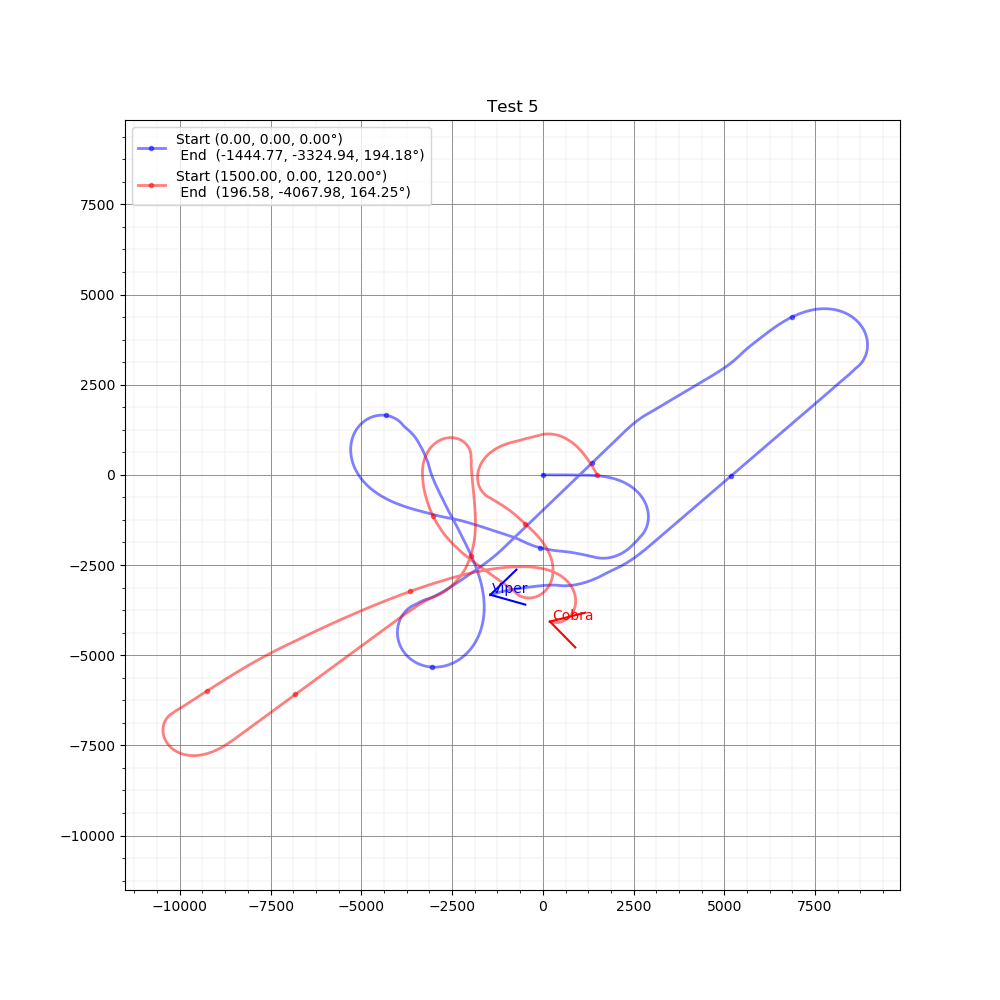 Test 5
Start (0.00, 0.00, 0.00°)
End  (-1444.77, -3324.94, 194.18°)
Start (1500.00, 0.00, 120.00°)
End  (196.58, -4067.98, 164.25°)
7500
5000
2500
0
−2500
−5000
−7500
−10000
Viper
Cobra
−10000 −7500 −5000 −2500 0 2500 5000 7500